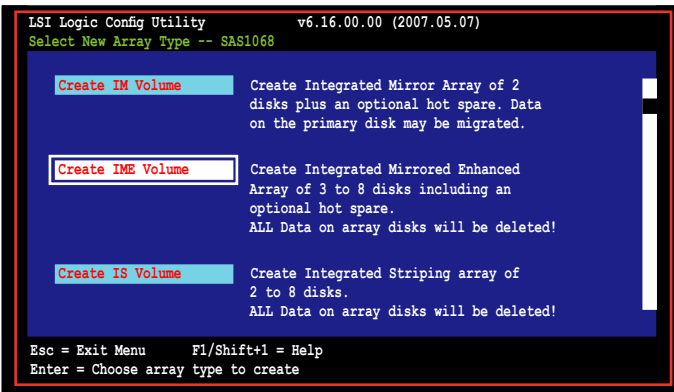 LSI Logic Config Utility v6.16.00.00 (2007.05.07)
Select New Array Type -- SAS1068
Create IM Volume Create Integrated Mirror Array of 2
disks plus an optional hot spare. Data
on the primary disk may be migrated.
Create IME Volume Create Integrated Mirrored Enhanced
Array of 3 to 8 disks including an
optional hot spare.
ALL Data on array disks will be deleted!
Create IS Volume Create Integrated Striping array of
2 to 8 disks.
ALL Data on array disks will be deleted!
Esc = Exit Menu F1/Shift+1 = Help
Enter = Choose array type to create